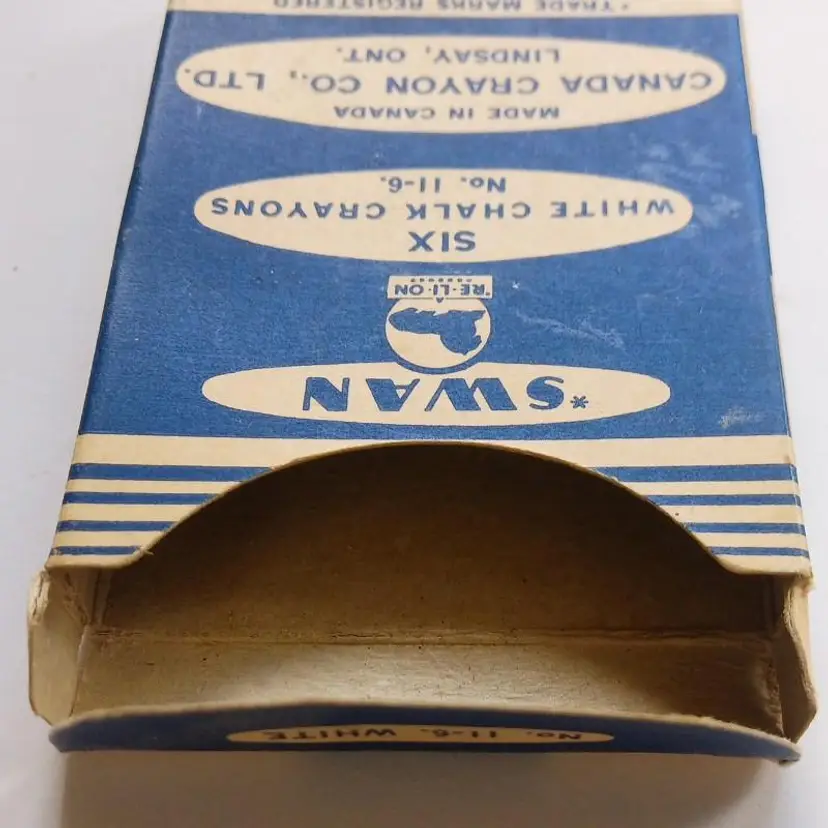 *SWAN
"RE-LI-ON
SIX
WHITE CHALK CRAYONS
No. 11-6.
MADE IN CANADA
CANADA CRAYON CO., LTD.
LINDSAY, ONT.
*TRADE MARKS REGISTERED
No. 11-6. WHITE